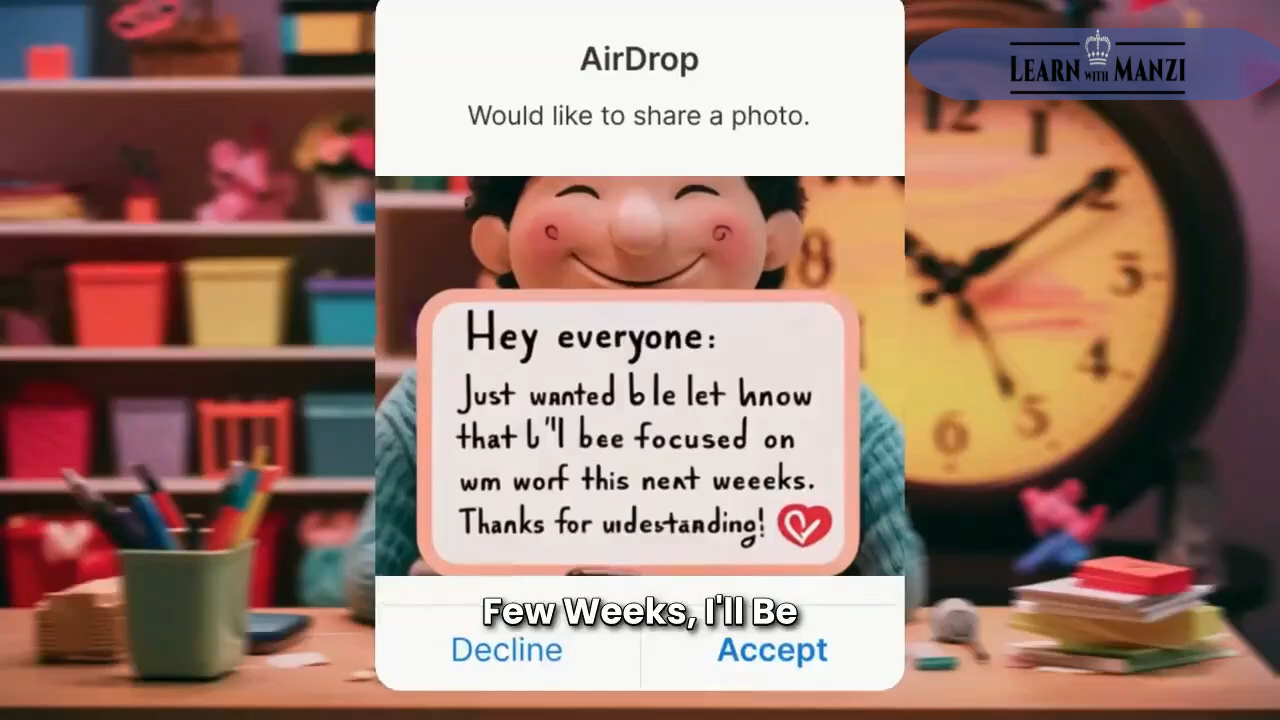 AirDrop
Would like to share a photo.
LEARN WITH MANZI
12
1
2
3
8
4
6
5
Hey everyone:
Just wanted b le let hnow
that b"l bee focused on
wm worf this neat weeeks.
Thanks for udestanding!
Few Weeks, I'll Be
Decline
Accept